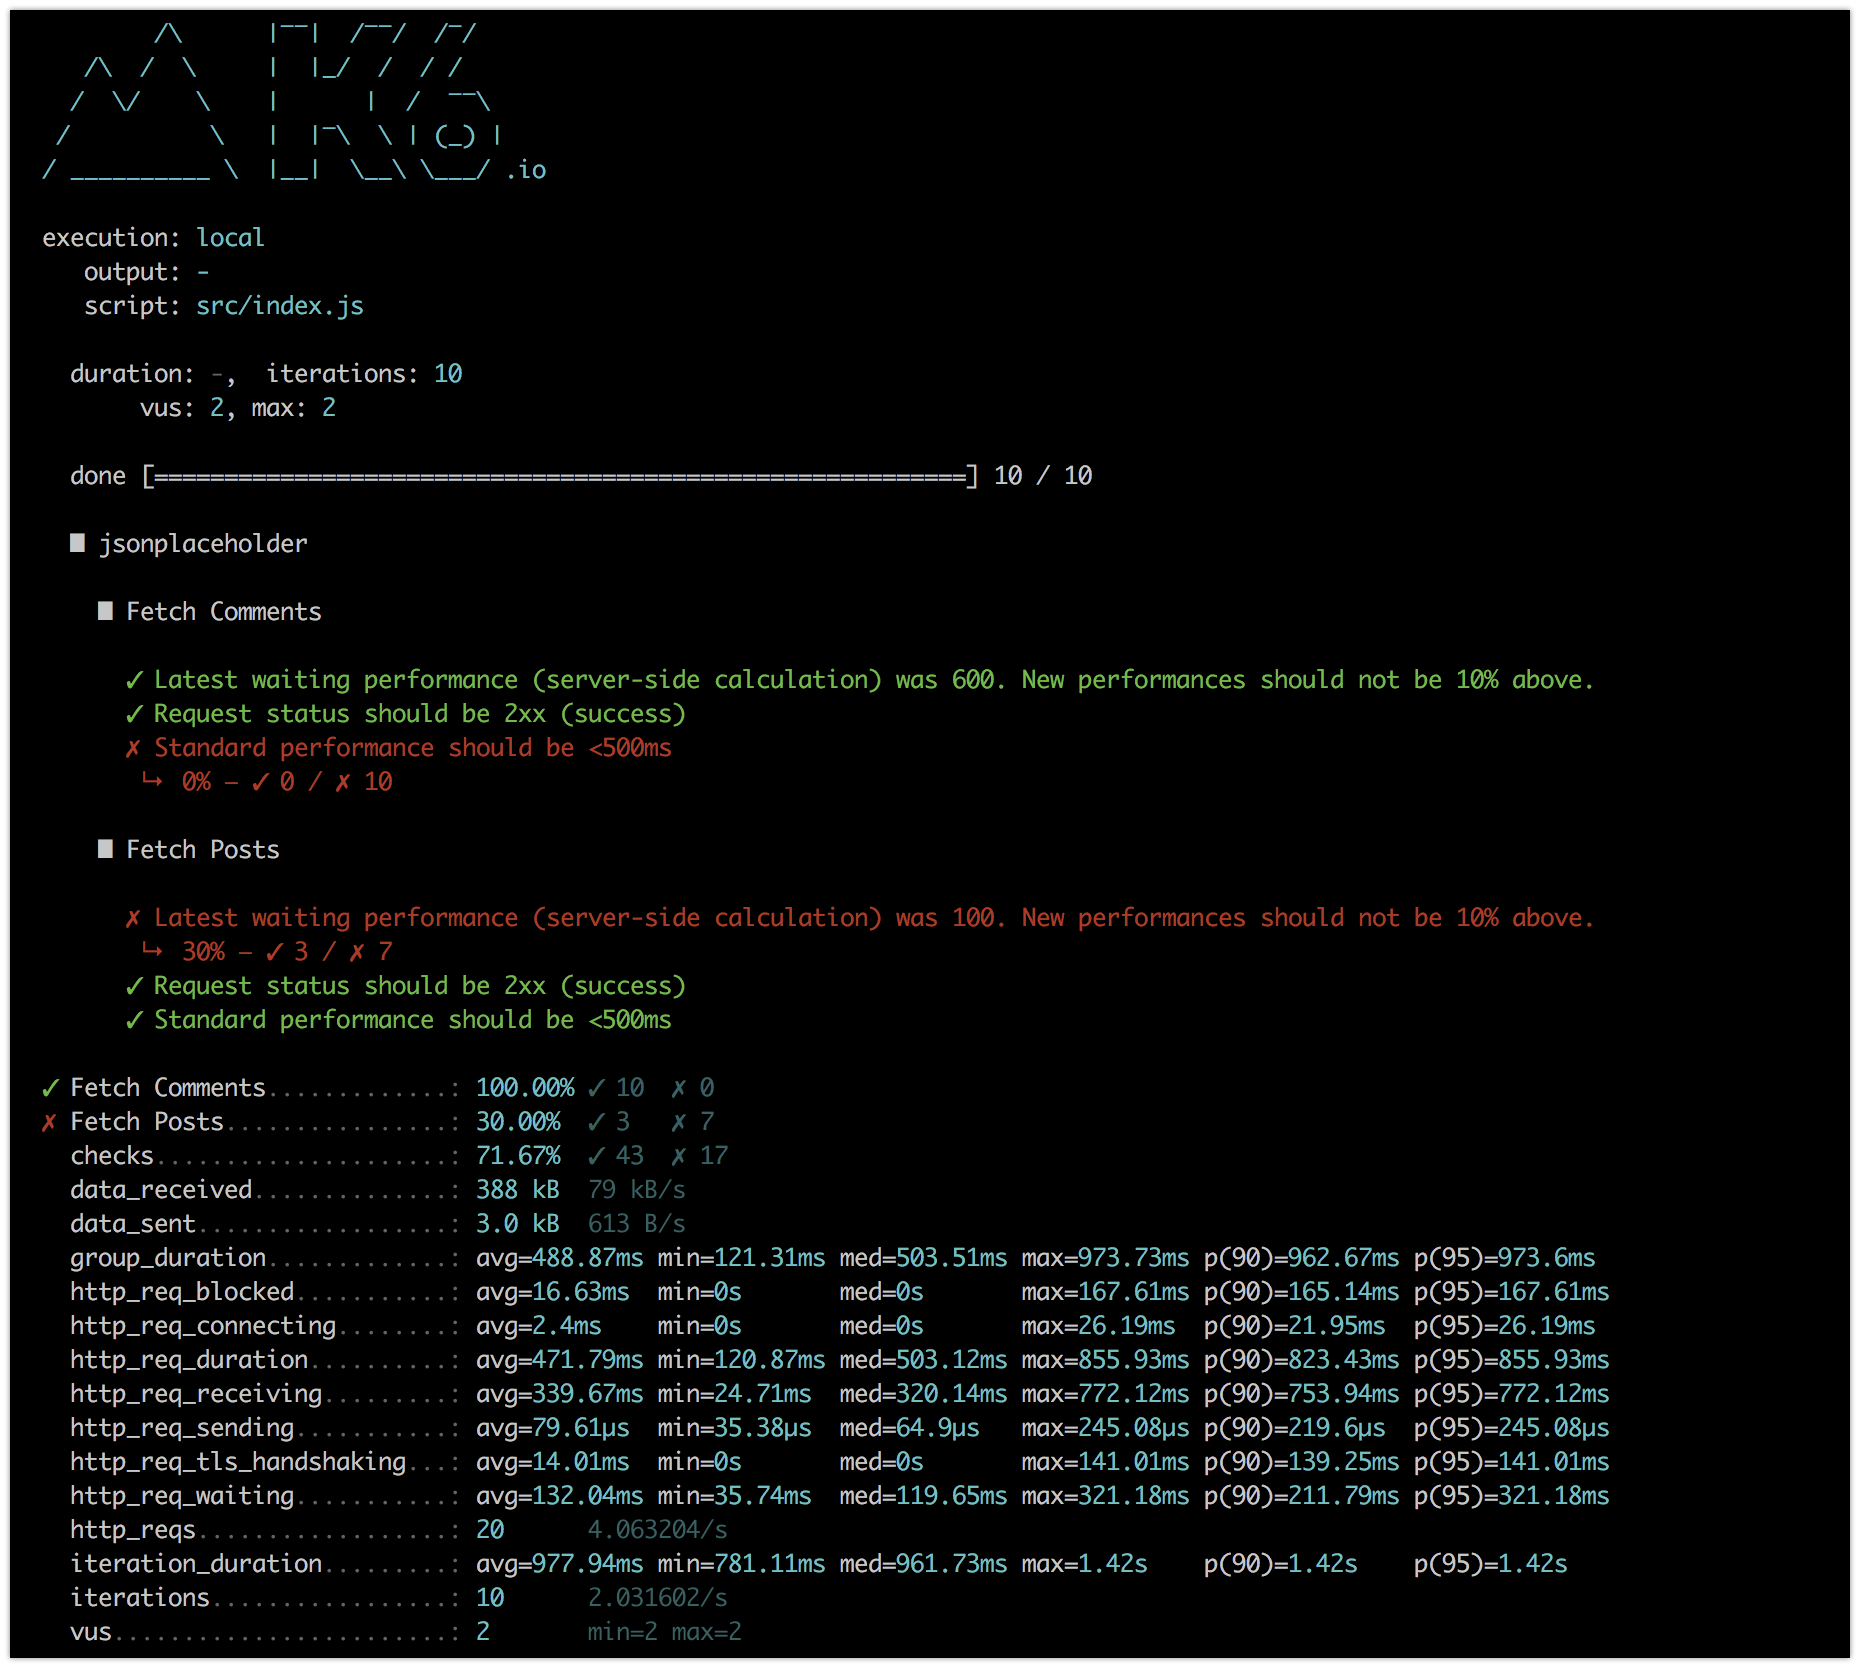 /\      |‾‾|  /‾‾/  /‾/
     /\  /  \     |  |_/  /  / /
    /  \/    \    |      |  /  ‾‾\
   /          \   |  |‾\  \ | (_) |
  / __________ \  |__|  \__\ \___/ .io
execution: local
output: -
script: src/index.js
duration: -,  iterations: 10
vus: 2, max: 2
done [==========================================================] 10 / 10
█ jsonplaceholder
█ Fetch Comments
✓ Latest waiting performance (server-side calculation) was 600. New performances should not be 10% above.
✓ Request status should be 2xx (success)
✗ Standard performance should be <500ms
↳ 0% — ✓ 0 / ✗ 10
█ Fetch Posts
✗ Latest waiting performance (server-side calculation) was 100. New performances should not be 10% above.
↳ 30% — ✓ 3 / ✗ 7
✓ Request status should be 2xx (success)
✓ Standard performance should be <500ms
✓ Fetch Comments.............: 100.00% ✓ 10  ✗ 0
✗ Fetch Posts................: 30.00%  ✓ 3   ✗ 7
checks.....................: 71.67%  ✓ 43  ✗ 17
data_received..............: 388 kB  79 kB/s
data_sent..................: 3.0 kB  613 B/s
group_duration.............: avg=488.87ms min=121.31ms med=503.51ms max=973.73ms p(90)=962.67ms p(95)=973.6ms
http_req_blocked...........: avg=16.63ms  min=0s       med=0s       max=167.61ms p(90)=165.14ms p(95)=167.61ms
http_req_connecting........: avg=2.4ms    min=0s       med=0s       max=26.19ms  p(90)=21.95ms  p(95)=26.19ms
http_req_duration..........: avg=471.79ms min=120.87ms med=503.12ms max=855.93ms p(90)=823.43ms p(95)=855.93ms
http_req_receiving.........: avg=339.67ms min=24.71ms  med=320.14ms max=772.12ms p(90)=753.94ms p(95)=772.12ms
http_req_sending...........: avg=79.61µs  min=35.38µs  med=64.9µs   max=245.08µs p(90)=219.6µs  p(95)=245.08µs
http_req_tls_handshaking...: avg=14.01ms  min=0s       med=0s       max=141.01ms p(90)=139.25ms p(95)=141.01ms
http_req_waiting...........: avg=132.04ms min=35.74ms  med=119.65ms max=321.18ms p(90)=211.79ms p(95)=321.18ms
http_reqs..................: 20      4.063204/s
iteration_duration.........: avg=977.94ms min=781.11ms med=961.73ms max=1.42s    p(90)=1.42s    p(95)=1.42s
iterations.................: 10      2.031602/s
vus........................: 2       min=2 max=2